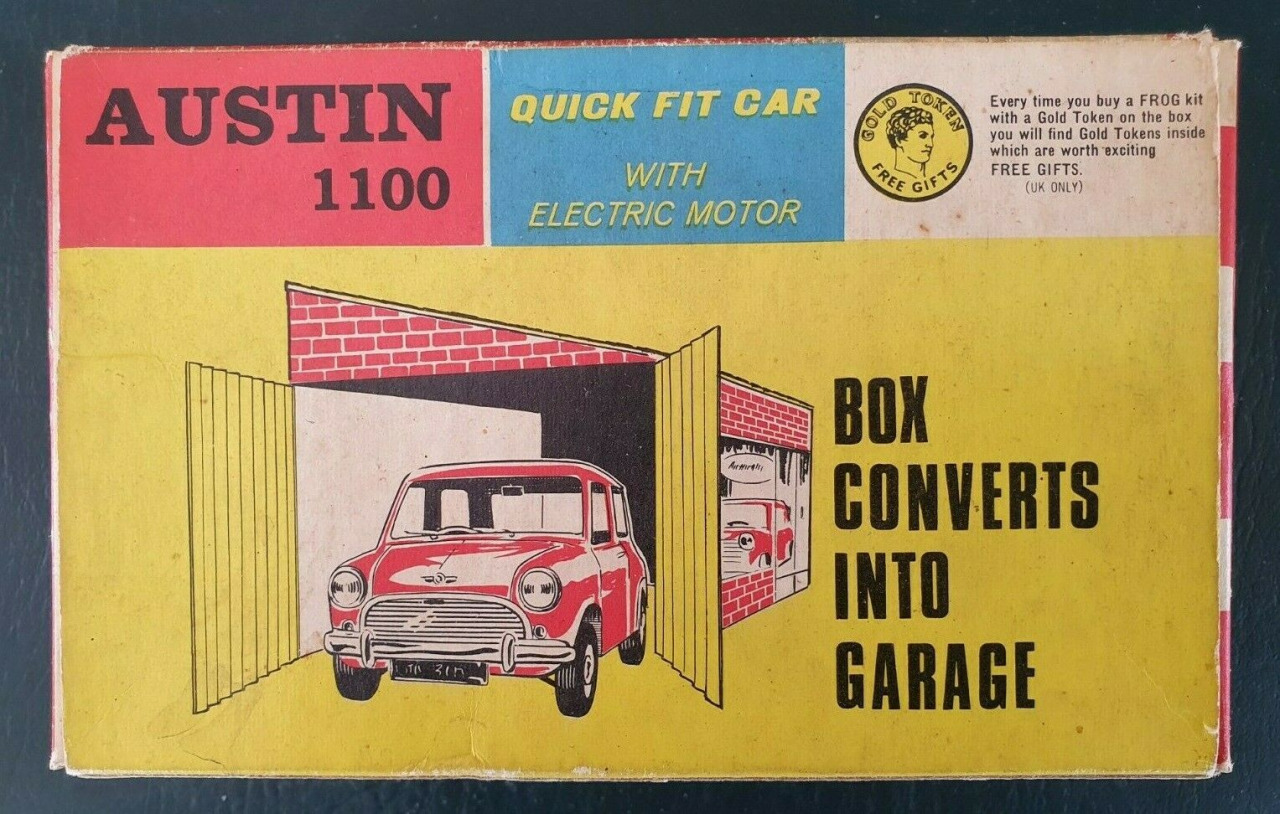 AUSTIN
1100
QUICK FIT CAR
WITH
ELECTRIC MOTOR
GOLD TOKEN
FREE GIFTS
Every time you buy a FROG kit
with a Gold Token on the box
you will find Gold Tokens inside
which are worth exciting
FREE GIFTS.
(UK ONLY)
BOX
CONVERTS
INTO
GARAGE